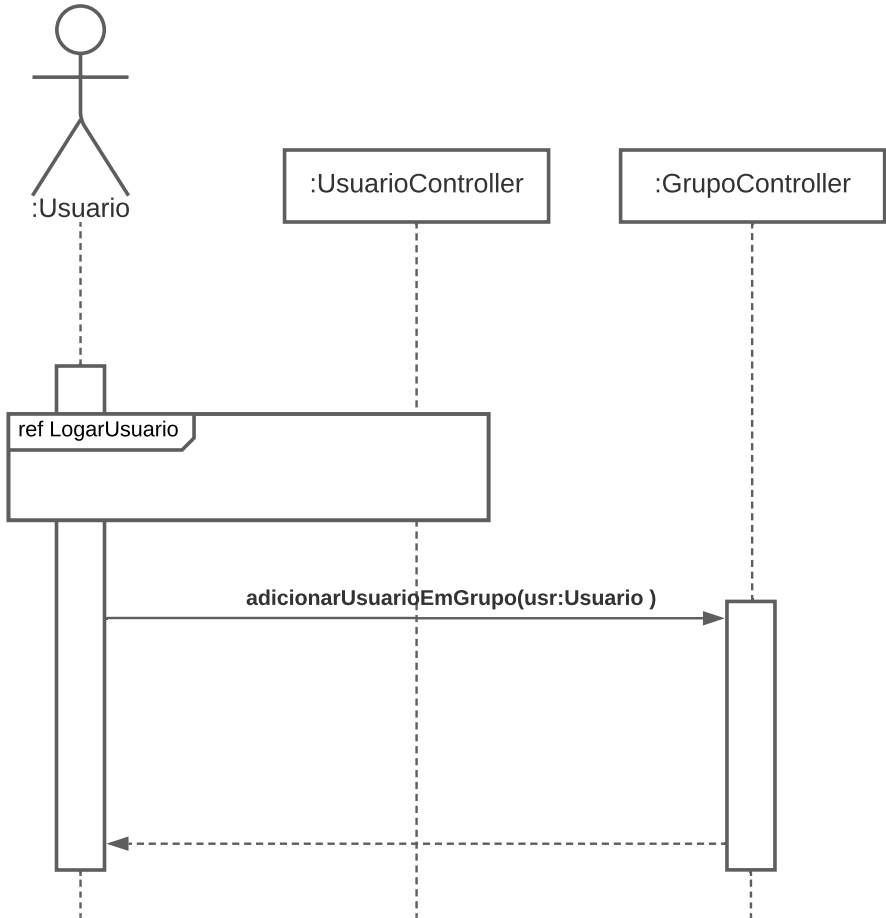 :Usuario
:UsuarioController
:GrupoController
ref LogarUsuario
adicionarUsuarioEmGrupo(usr:Usuario )